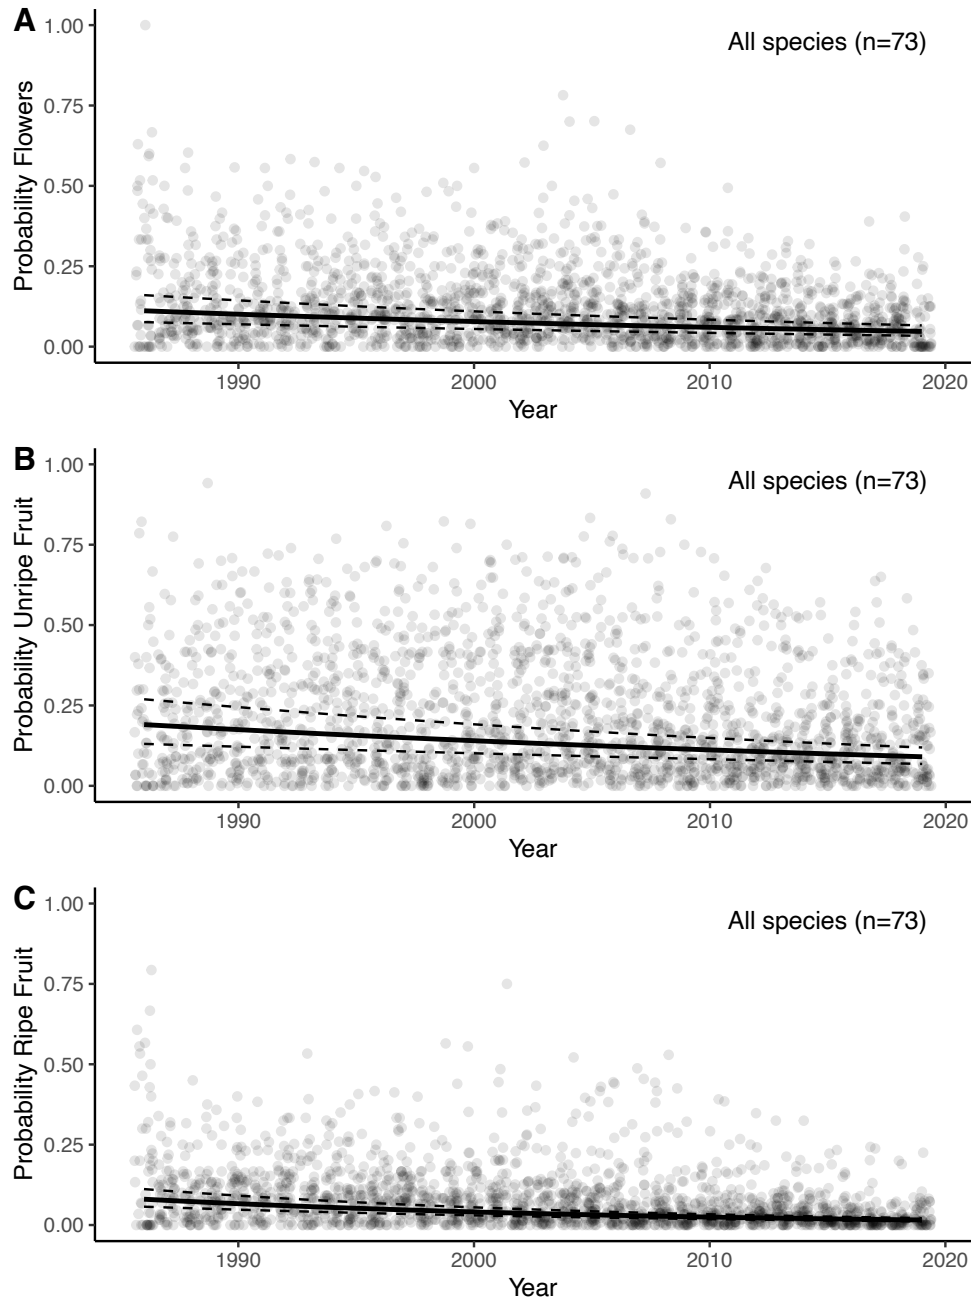 A
All species (n=73)
Probability Flowers
1.00
0.75
0.50
0.25
0.00
1990 2000 2010 2020
Year
B
All species (n=73)
Probability Unripe Fruit
1.00
0.75
0.50
0.25
0.00
1990 2000 2010 2020
Year
C
All species (n=73)
Probability Ripe Fruit
1.00
0.75
0.50
0.25
0.00
1990 2000 2010 2020
Year